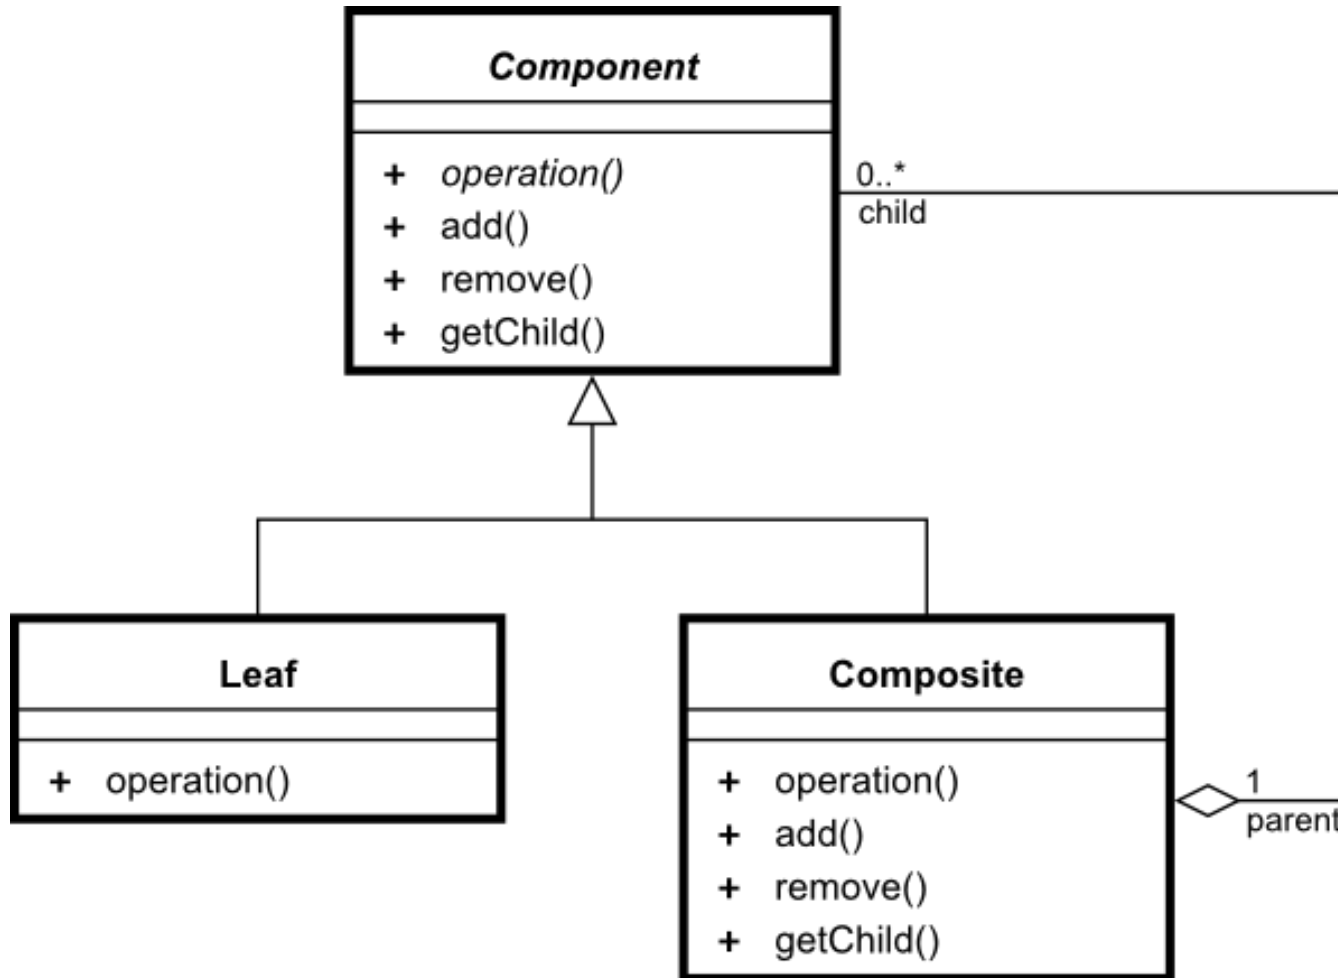 Component
+ operation()
+ add()
+ remove()
+ getChild()
0..*
child
Leaf
+ operation()
Composite
+ operation()
+ add()
+ remove()
+ getChild()
1
parent